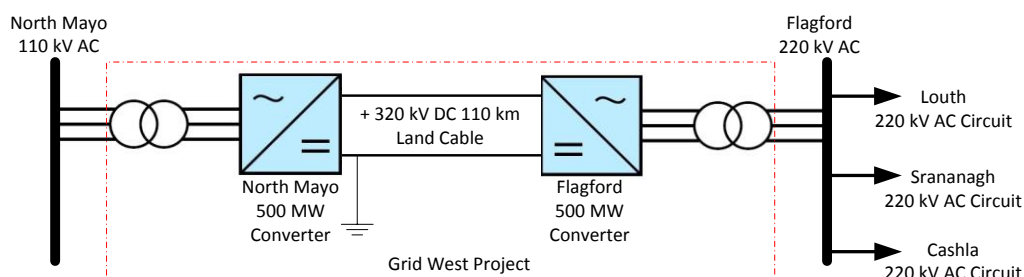 North Mayo
110 kV AC
Flagford
220 kV AC
+ 320 kV DC 110 km
Land Cable
North Mayo
500 MW
Converter
Flagford
500 MW
Converter
Grid West Project
Louth
220 kV AC Circuit
Srananagh
220 kV AC Circuit
Cashla
220 kV AC Circuit